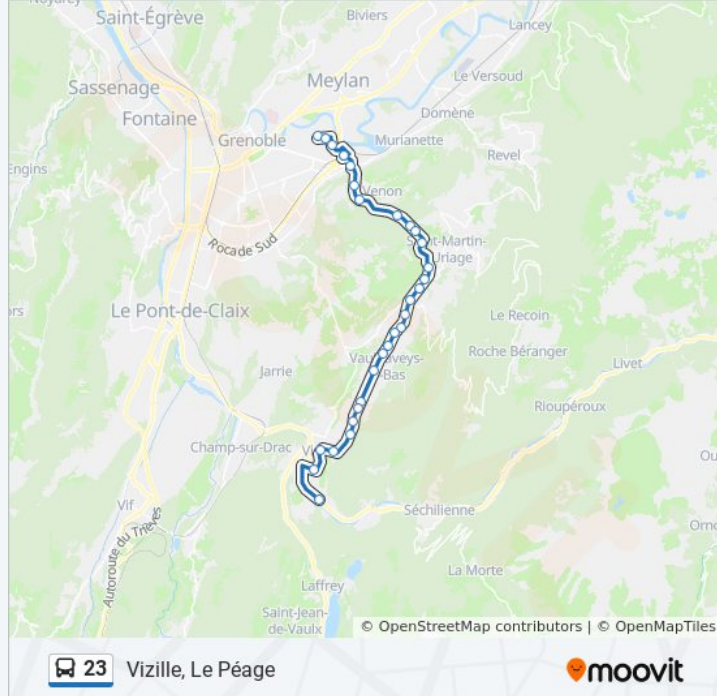 Saint-Égrève
Biviers
Lancey
Meylan
Le Versoud
Sassenage
Domène
Fontaine
Grenoble
Murianette
Engins
Revel
Venon
Rocade Sud
Saint-Martin-
Uriage
Le Pont-de-Claix
Le Recoin
Roche Béranger
Livet
Jarrie
Vaulnaveys-
Bas
Rioupéroux
Champ-sur-Drac
Vif
Séchilienne
Autoroute du Trièves
La Morte
Laffrey
Saint-Jean-
de-Vaulx
© OpenStreetMap contributors | © OpenMapTiles
23 Vizille, Le Péage moovit